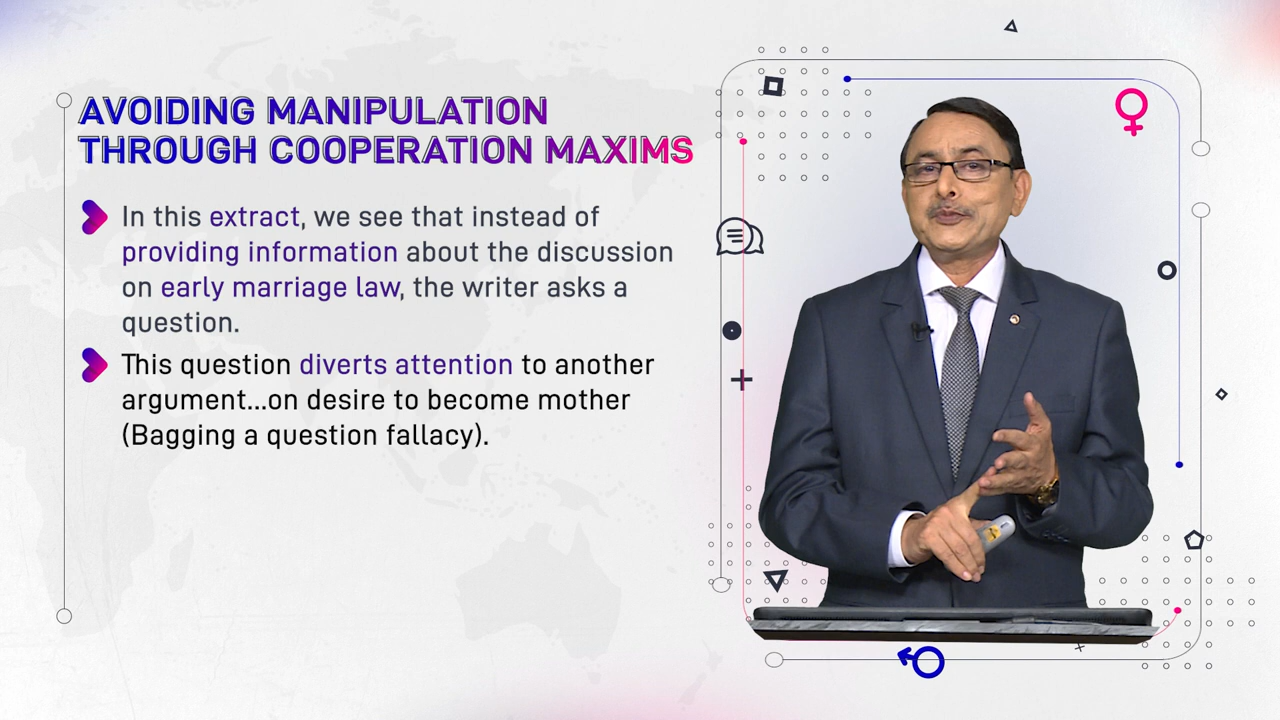 AVOIDING MANIPULATION
THROUGH COOPERATION MAXIMS
In this extract, we see that instead of
providing information about the discussion
on early marriage law, the writer asks a
question.
This question diverts attention to another
argument...on desire to become mother
(Bagging a question fallacy).